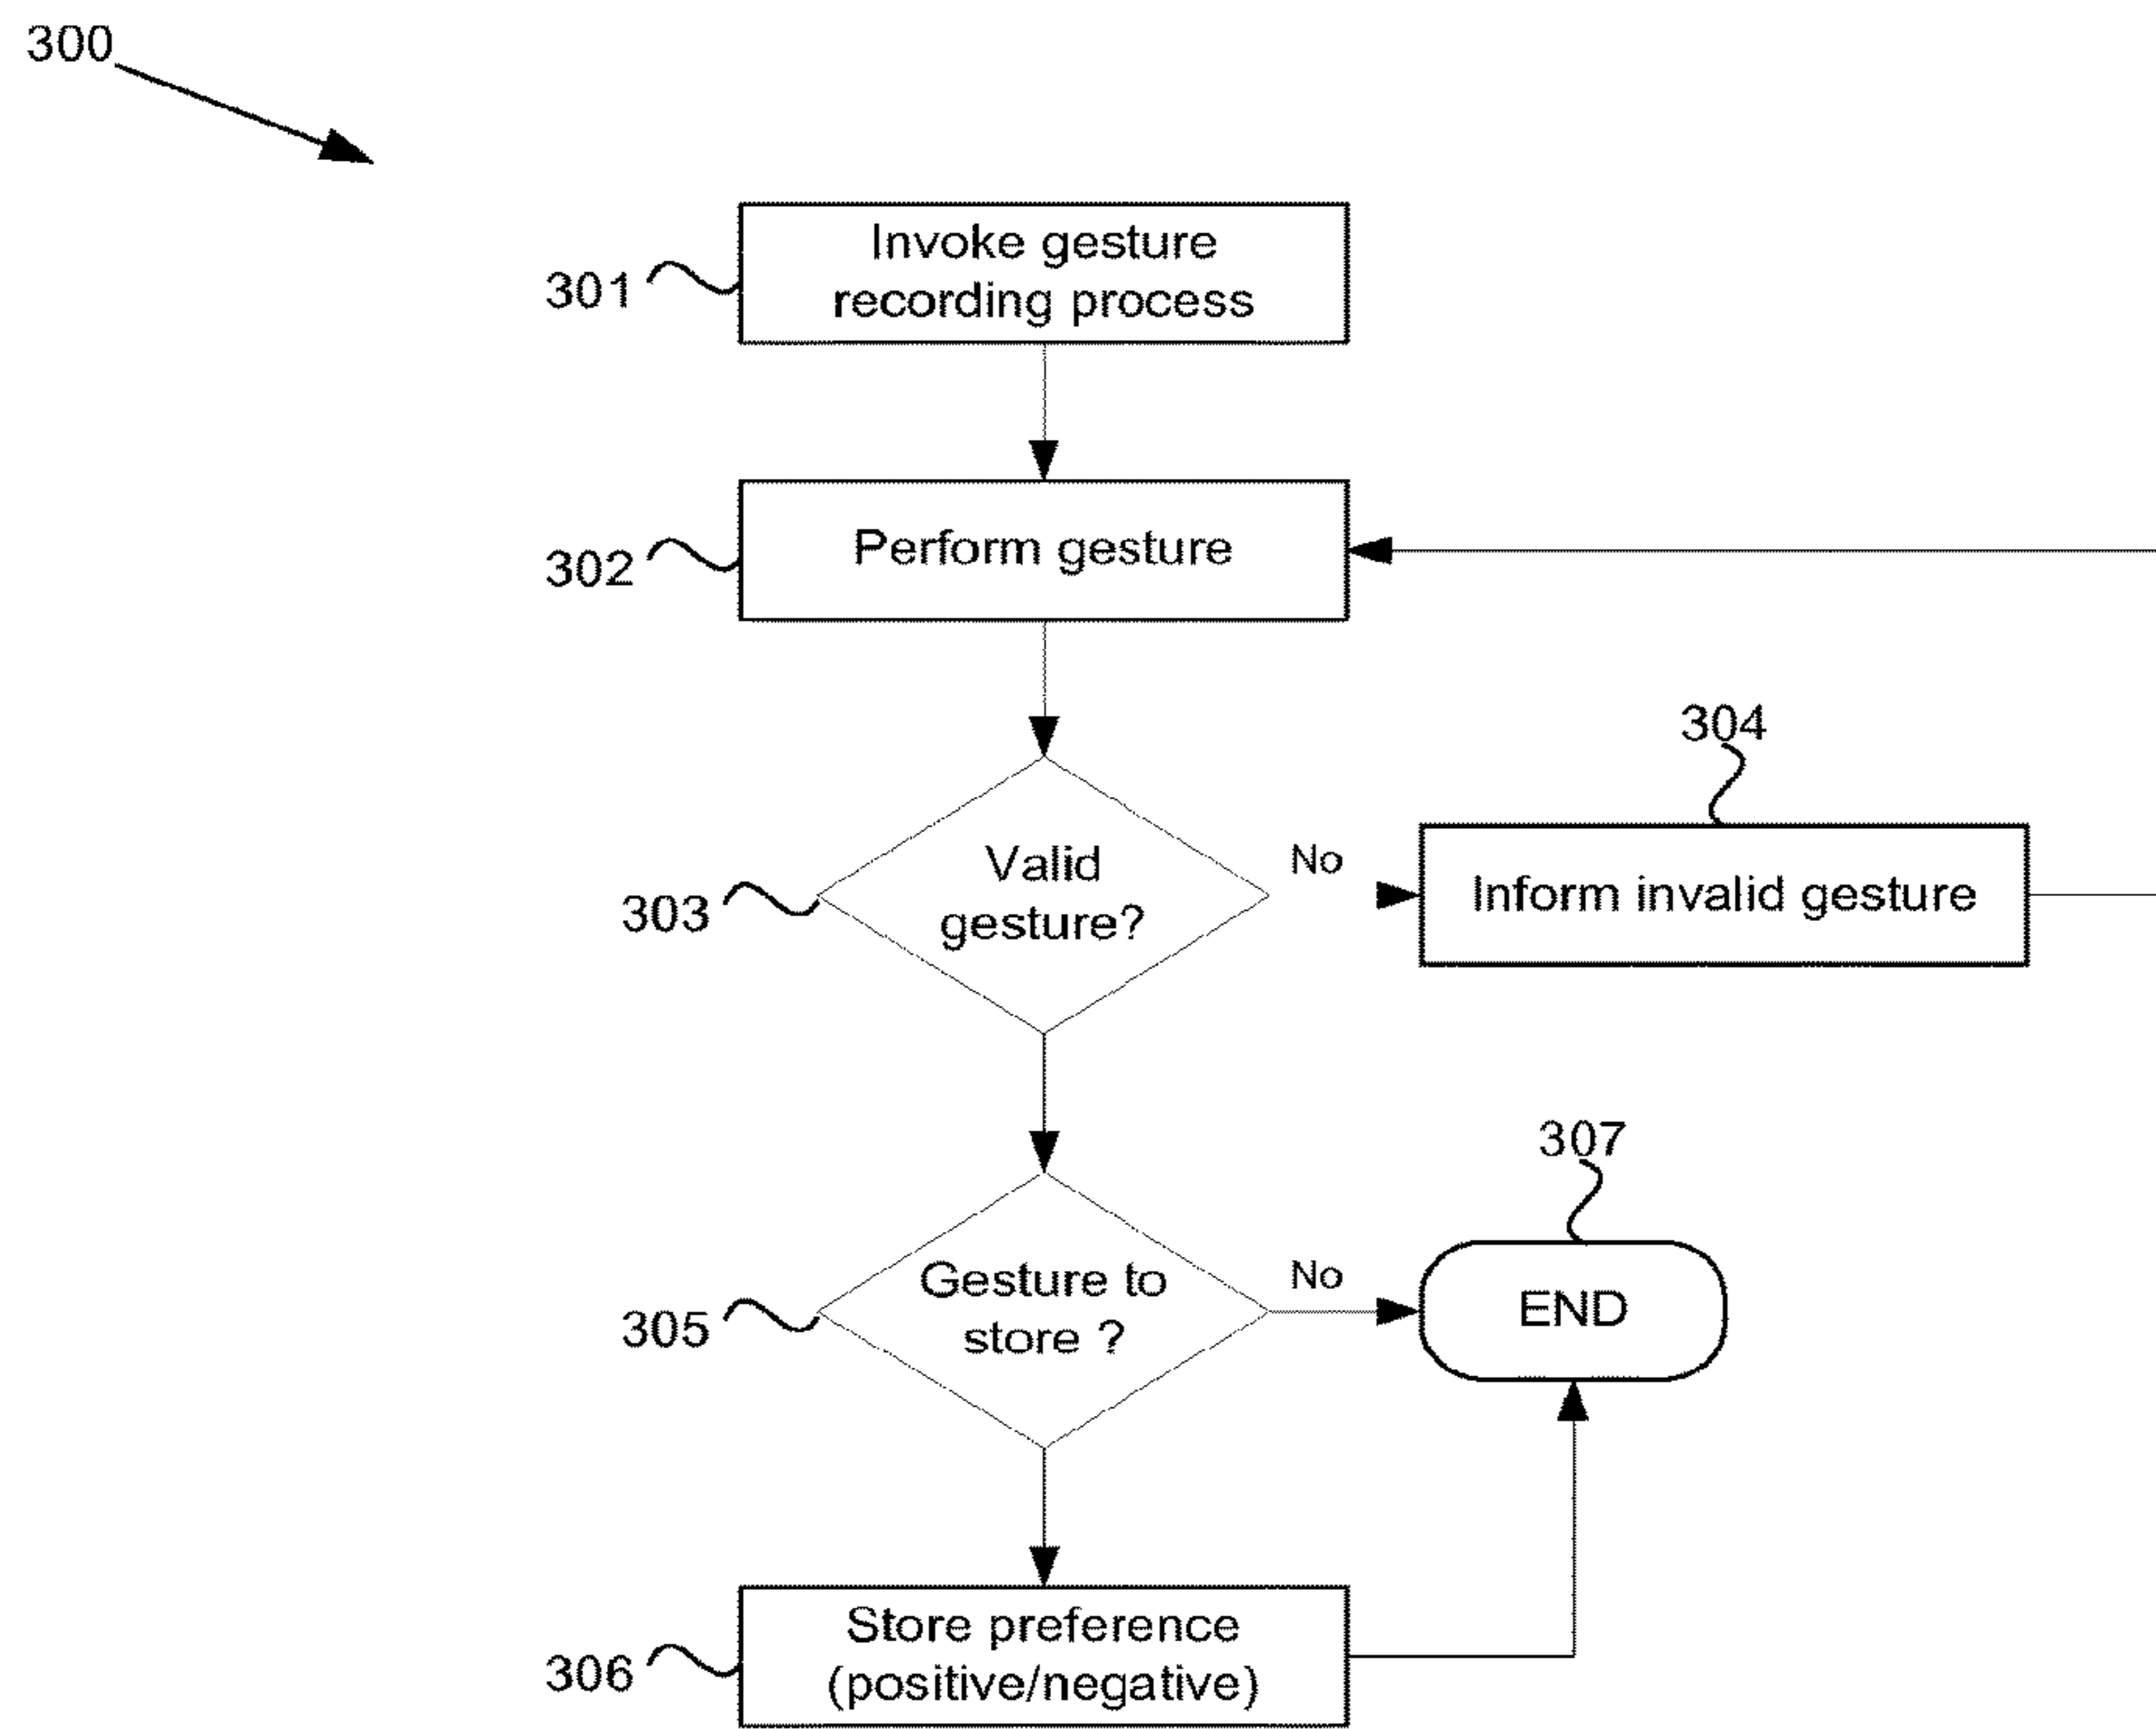 300
Invoke gesture
recording process
301
Perform gesture
302
304
Valid
gesture?
No
Inform invalid gesture
303
307
Gesture to
store ?
No
END
305
Store preference
(positive/negative)
306